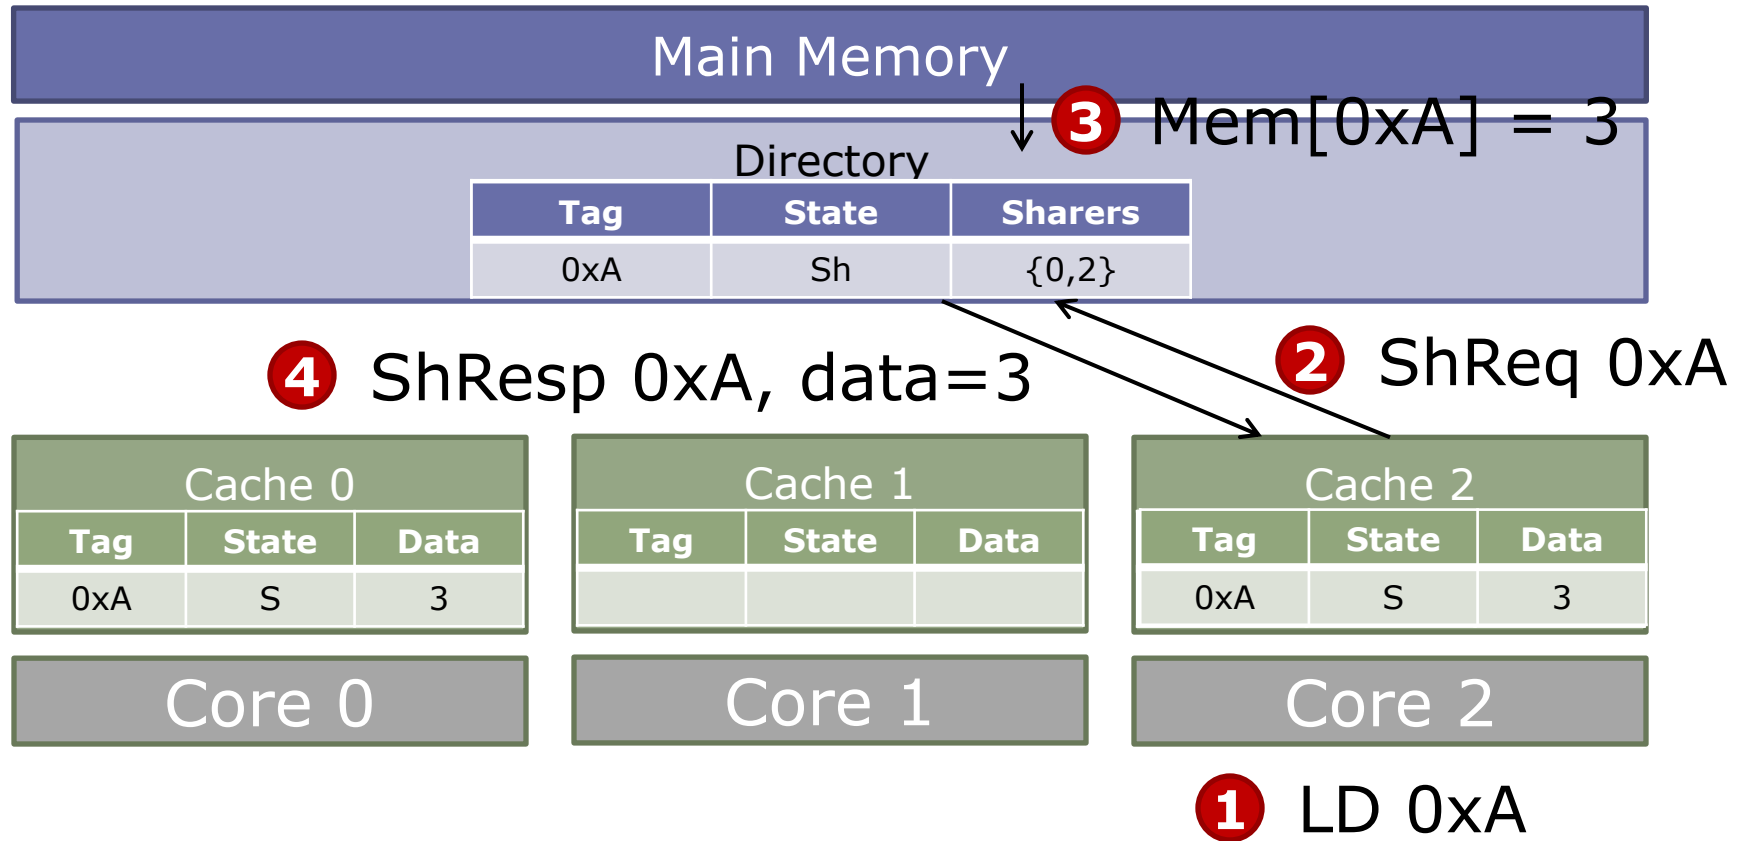 Main Memory
3 Mem[0xA] = 3
Directory
Tag State Sharers
0xA Sh {0,2}
4 ShResp 0xA, data=3
2 ShReq 0xA
Cache 0 Cache 1 Cache 2
Tag State Data Tag State Data Tag State Data
0xA S 3 0xA S 3
Core 0 Core 1 Core 2
1 LD 0xA